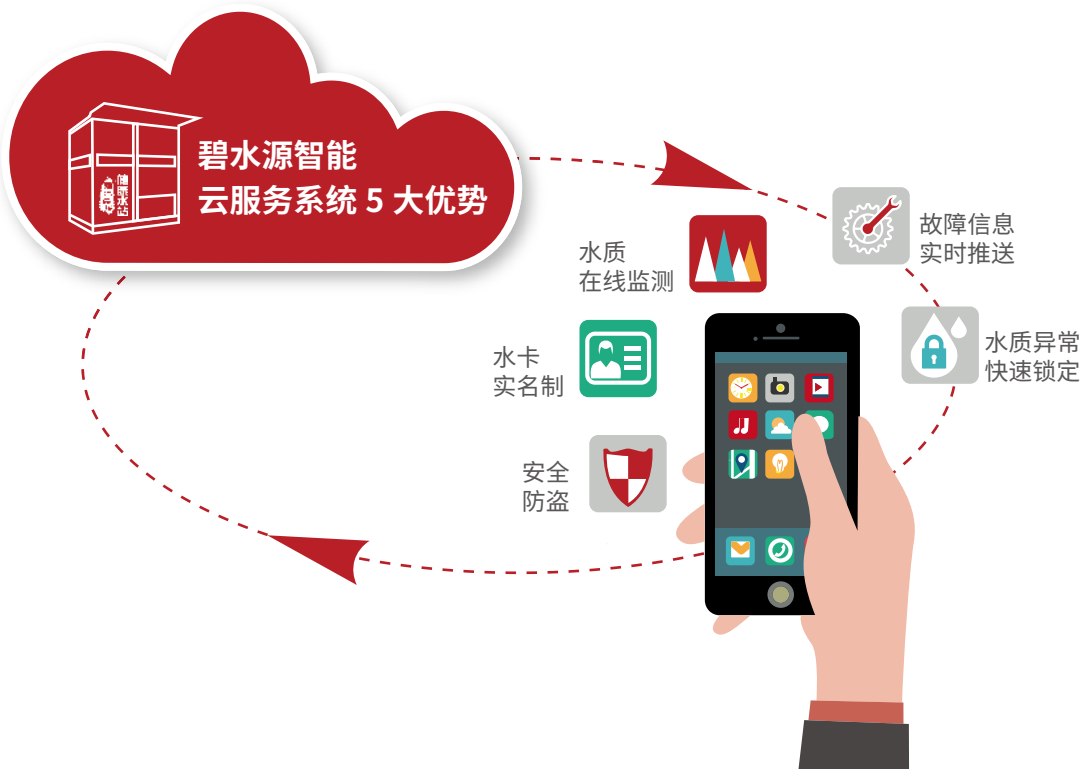 碧水源智能
云服务系统 5 大优势
故障信息
实时推送
水质
在线监测
水质异常
快速锁定
水卡
实名制
安全
防盗